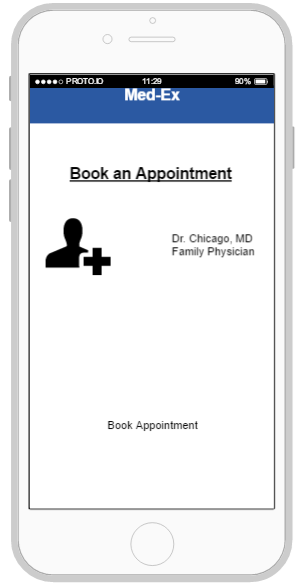 PROTO.IO 11:29 90%
Med-Ex
Book an Appointment
Dr. Chicago, MD
Family Physician
Book Appointment